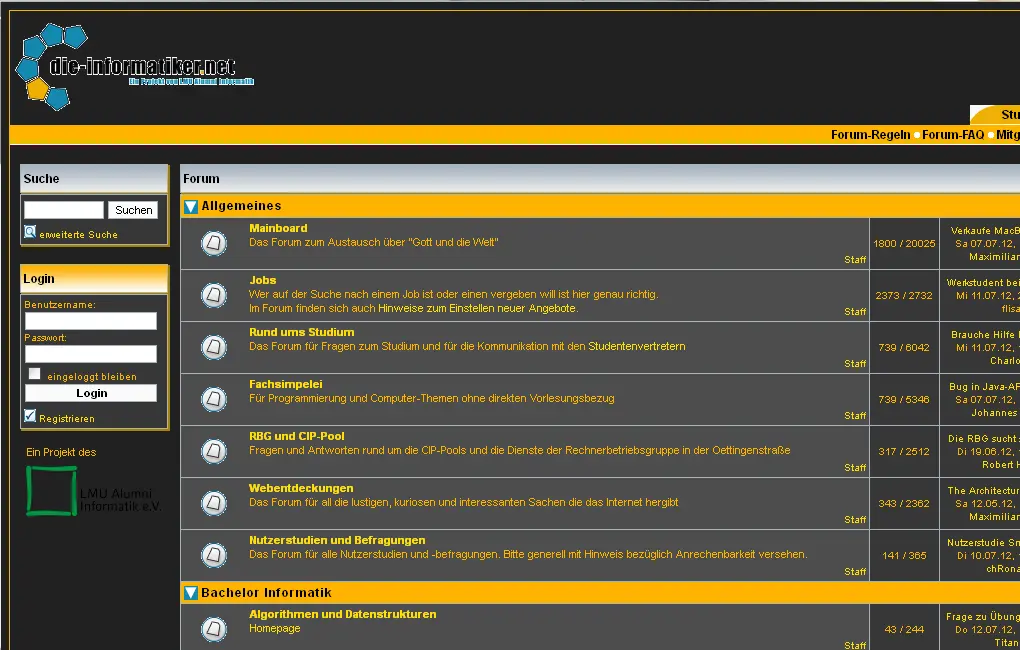 die-informatiker.net
Ein Projekt von LMU Alumni Informatik
Forum-Regeln
Forum-FAQ
Suche
Suchen
erweiterte Suche
Login
Benutzername:
Passwort:
eingeloggt bleiben
Login
Registrieren
Ein Projekt des
LMU Alumni
Informatik e.V.
Forum
Allgemeines
Mainboard
Das Forum zum Austausch über "Gott und die Welt"
Staff
1800 / 20025
Verkaufe MacB
Sa 07.07.12,
Maximilian
Jobs
Wer auf der Suche nach einem Job ist oder einen vergeben will ist hier genau richtig.
Im Forum finden sich auch Hinweise zum Einstellen neuer Angebote.
Staff
2373 / 2732
Werkstudent bei
Mi 11.07.12, 2
flisa
Rund ums Studium
Das Forum für Fragen zum Studium und für die Kommunikation mit den Studentenvertretern
Staff
739 / 6042
Brauche Hilfe
Mi 11.07.12,
Charlo
Fachsimpelei
Für Programmierung und Computer-Themen ohne direkten Vorlesungsbezug
Staff
739 / 5346
Bug in Java-AP
Sa 07.07.12,
Johannes
RBG und CIP-Pool
Fragen und Antworten rund um die CIP-Pools und die Dienste der Rechnerbetriebsgruppe in der Oettingenstraße
Staff
317 / 2512
Die RBG sucht
Di 19.06.12,
Robert H
Webentdeckungen
Das Forum für all die lustigen, kuriosen und interessanten Sachen die das Internet hergibt
Staff
343 / 2362
The Architectur
Sa 12.05.12,
Maximilian
Nutzerstudien und Befragungen
Das Forum für alle Nutzerstudien und -befragungen. Bitte generell mit Hinweis bezüglich Anrechenbarkeit versehen.
Staff
141 / 365
Nutzerstudie Sm
Di 10.07.12,
chRona
Bachelor Informatik
Algorithmen und Datenstrukturen
Homepage
Staff
43 / 244
Frage zu Übung
Do 12.07.12,
Titan